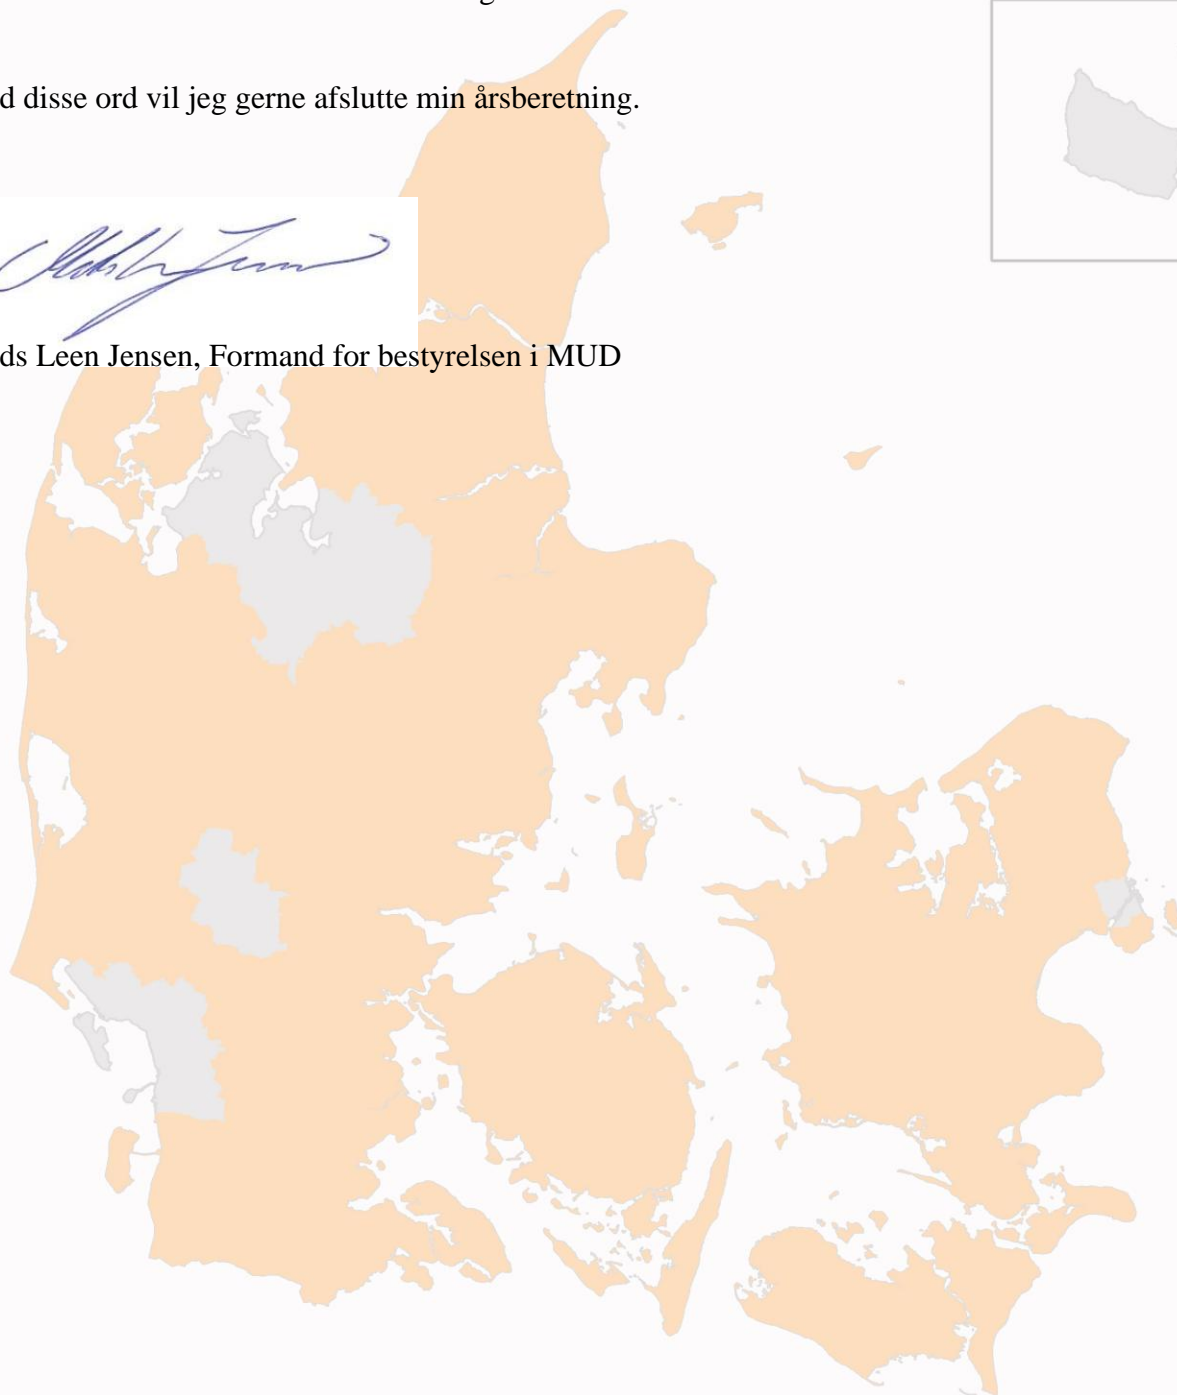 d disse ord vil jeg gerne afslutte min årsberetning.
ds Leen Jensen, Formand for bestyrelsen i MUD